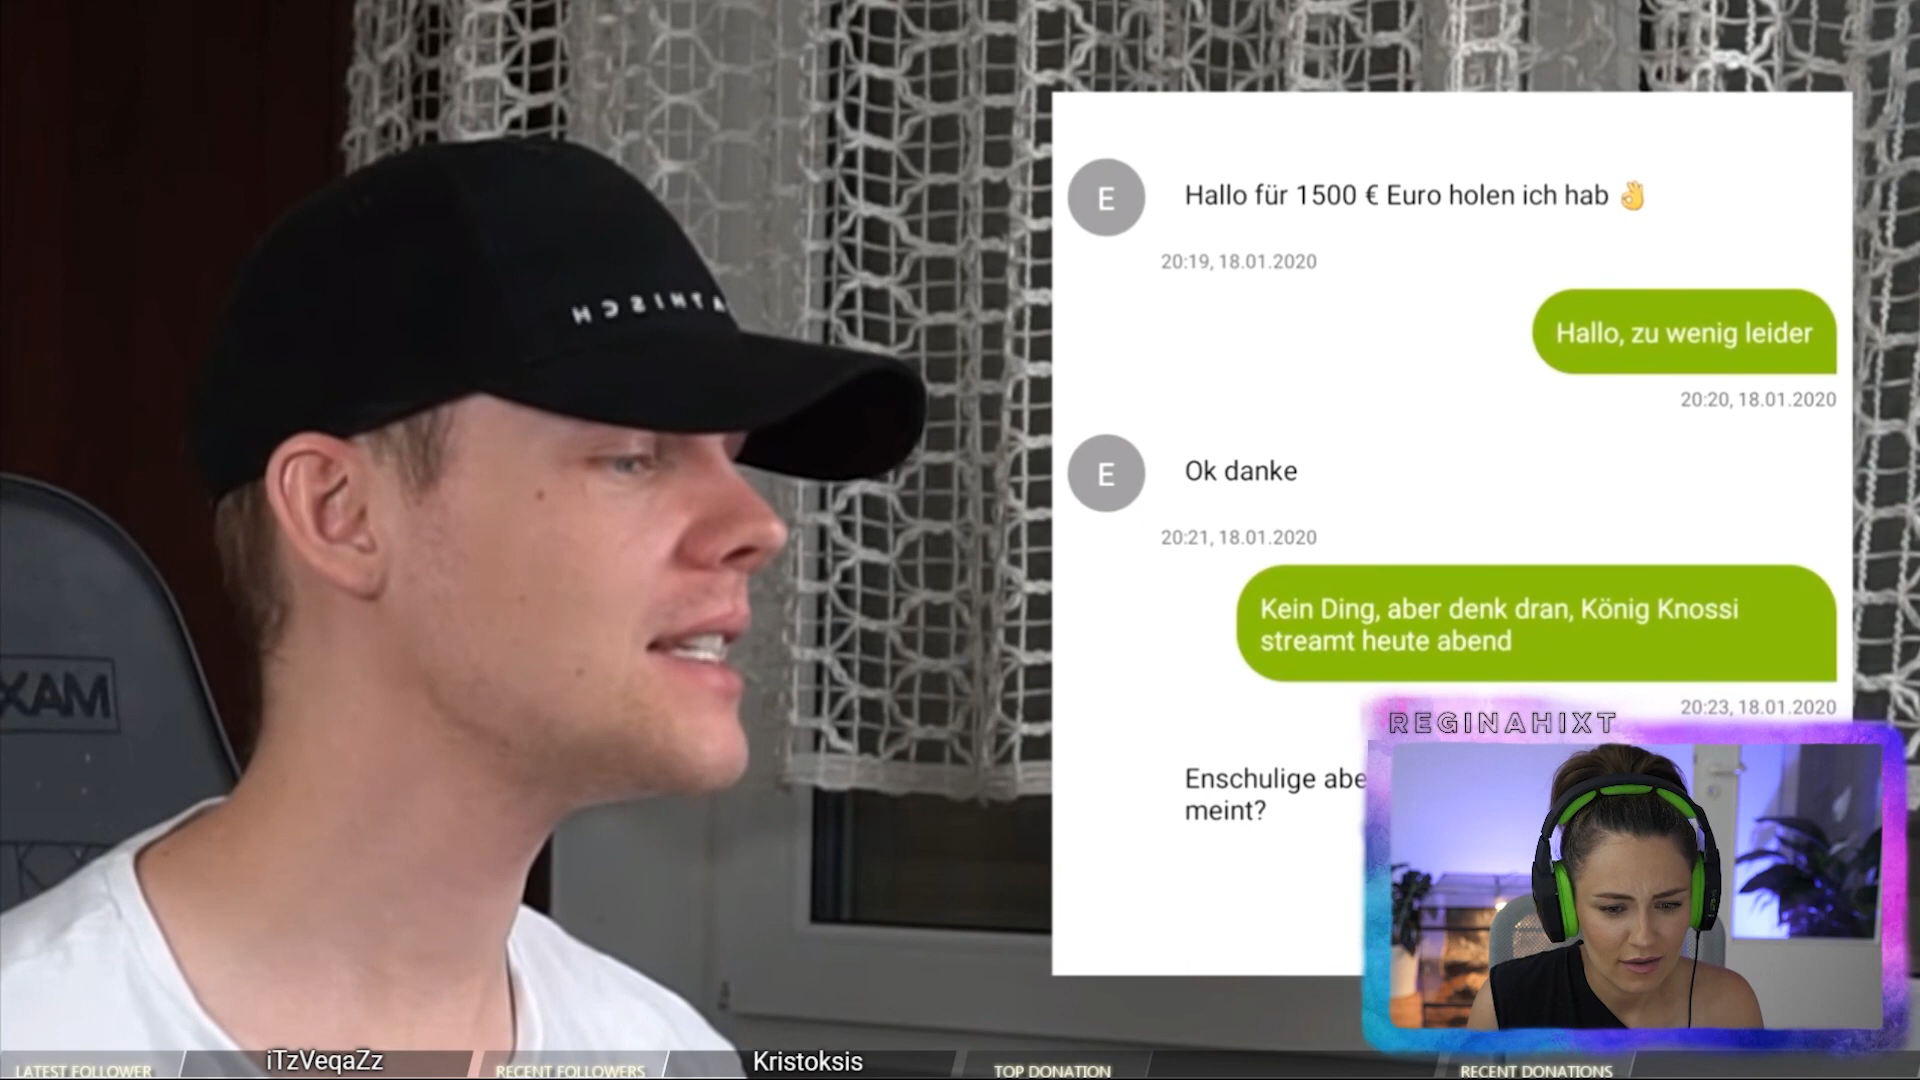 Hallo für 1500 € Euro holen ich hab 👌
20:19, 18.01.2020
Hallo, zu wenig leider
20:20, 18.01.2020
E
Ok danke
20:21, 18.01.2020
Kein Ding, aber denk dran, König Knossi
streamt heute abend
20:23, 18.01.2020
Enschulige abe
meint?
REGINAHIXT
LATEST FOLLOWER
iTzVeqaZz
RECENT FOLLOWERS
Kristoksis
TOP DONATION
RECENT DONATIONS